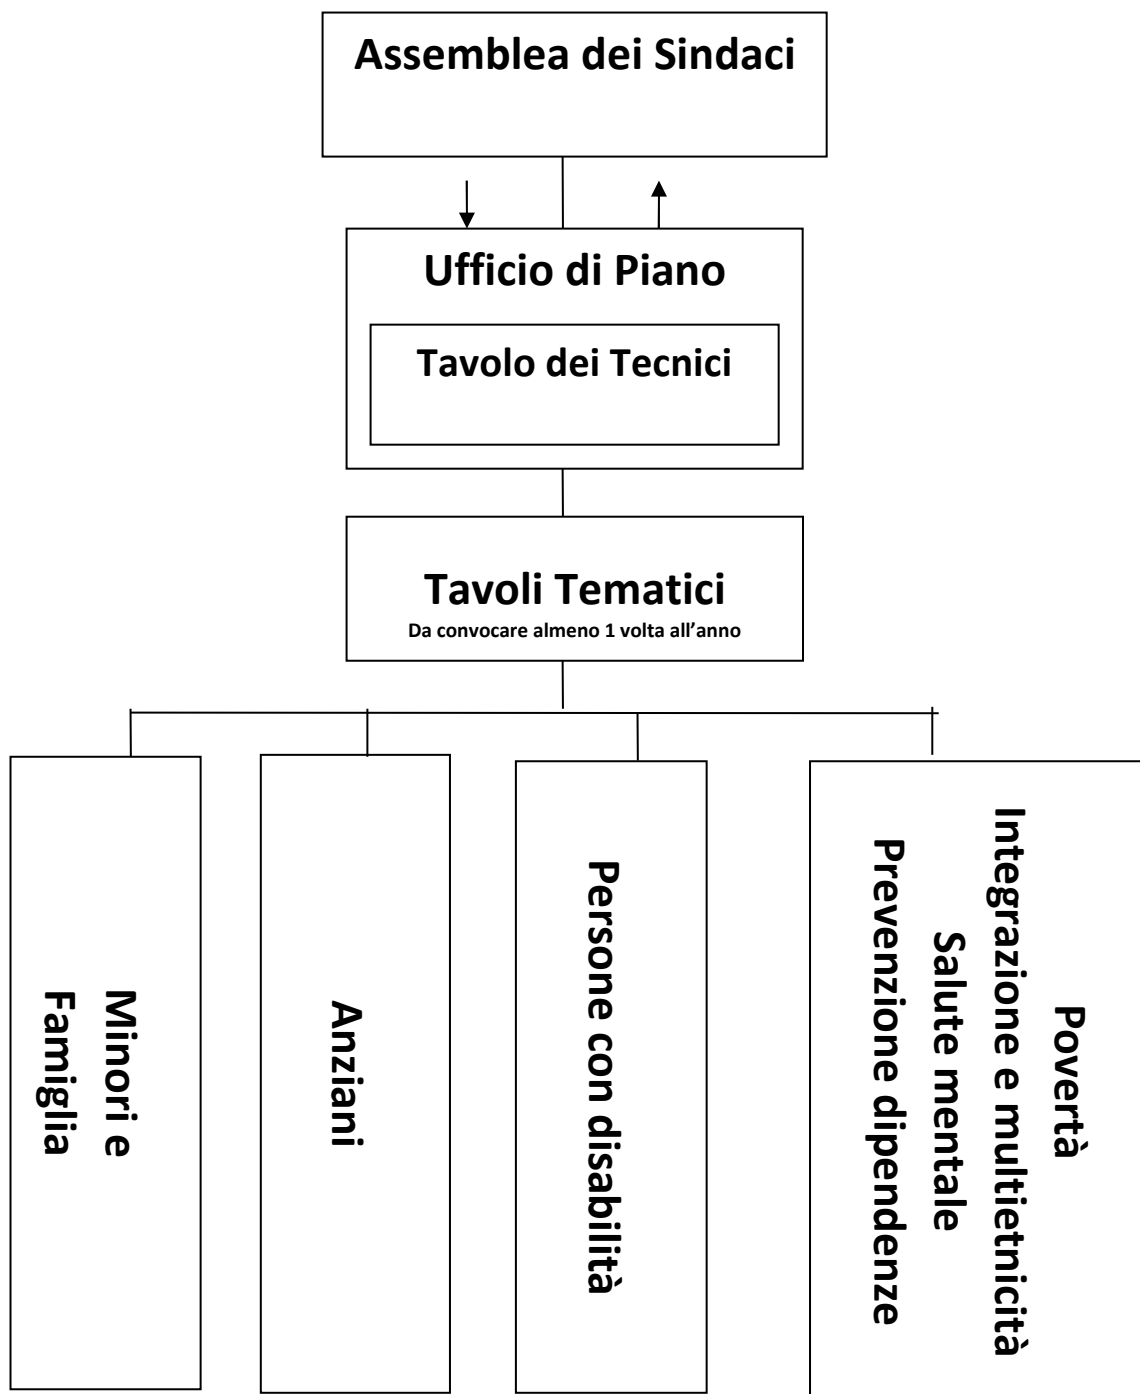 Assemblea dei Sindaci
Ufficio di Piano
Tavolo dei Tecnici
Tavoli Tematici
Da convocare almeno 1 volta all’anno
Minori e
Famiglia
Anziani
Persone con disabilità
Povertà
Integrazione e multietnicità
Salute mentale
Prevenzione dipendenze